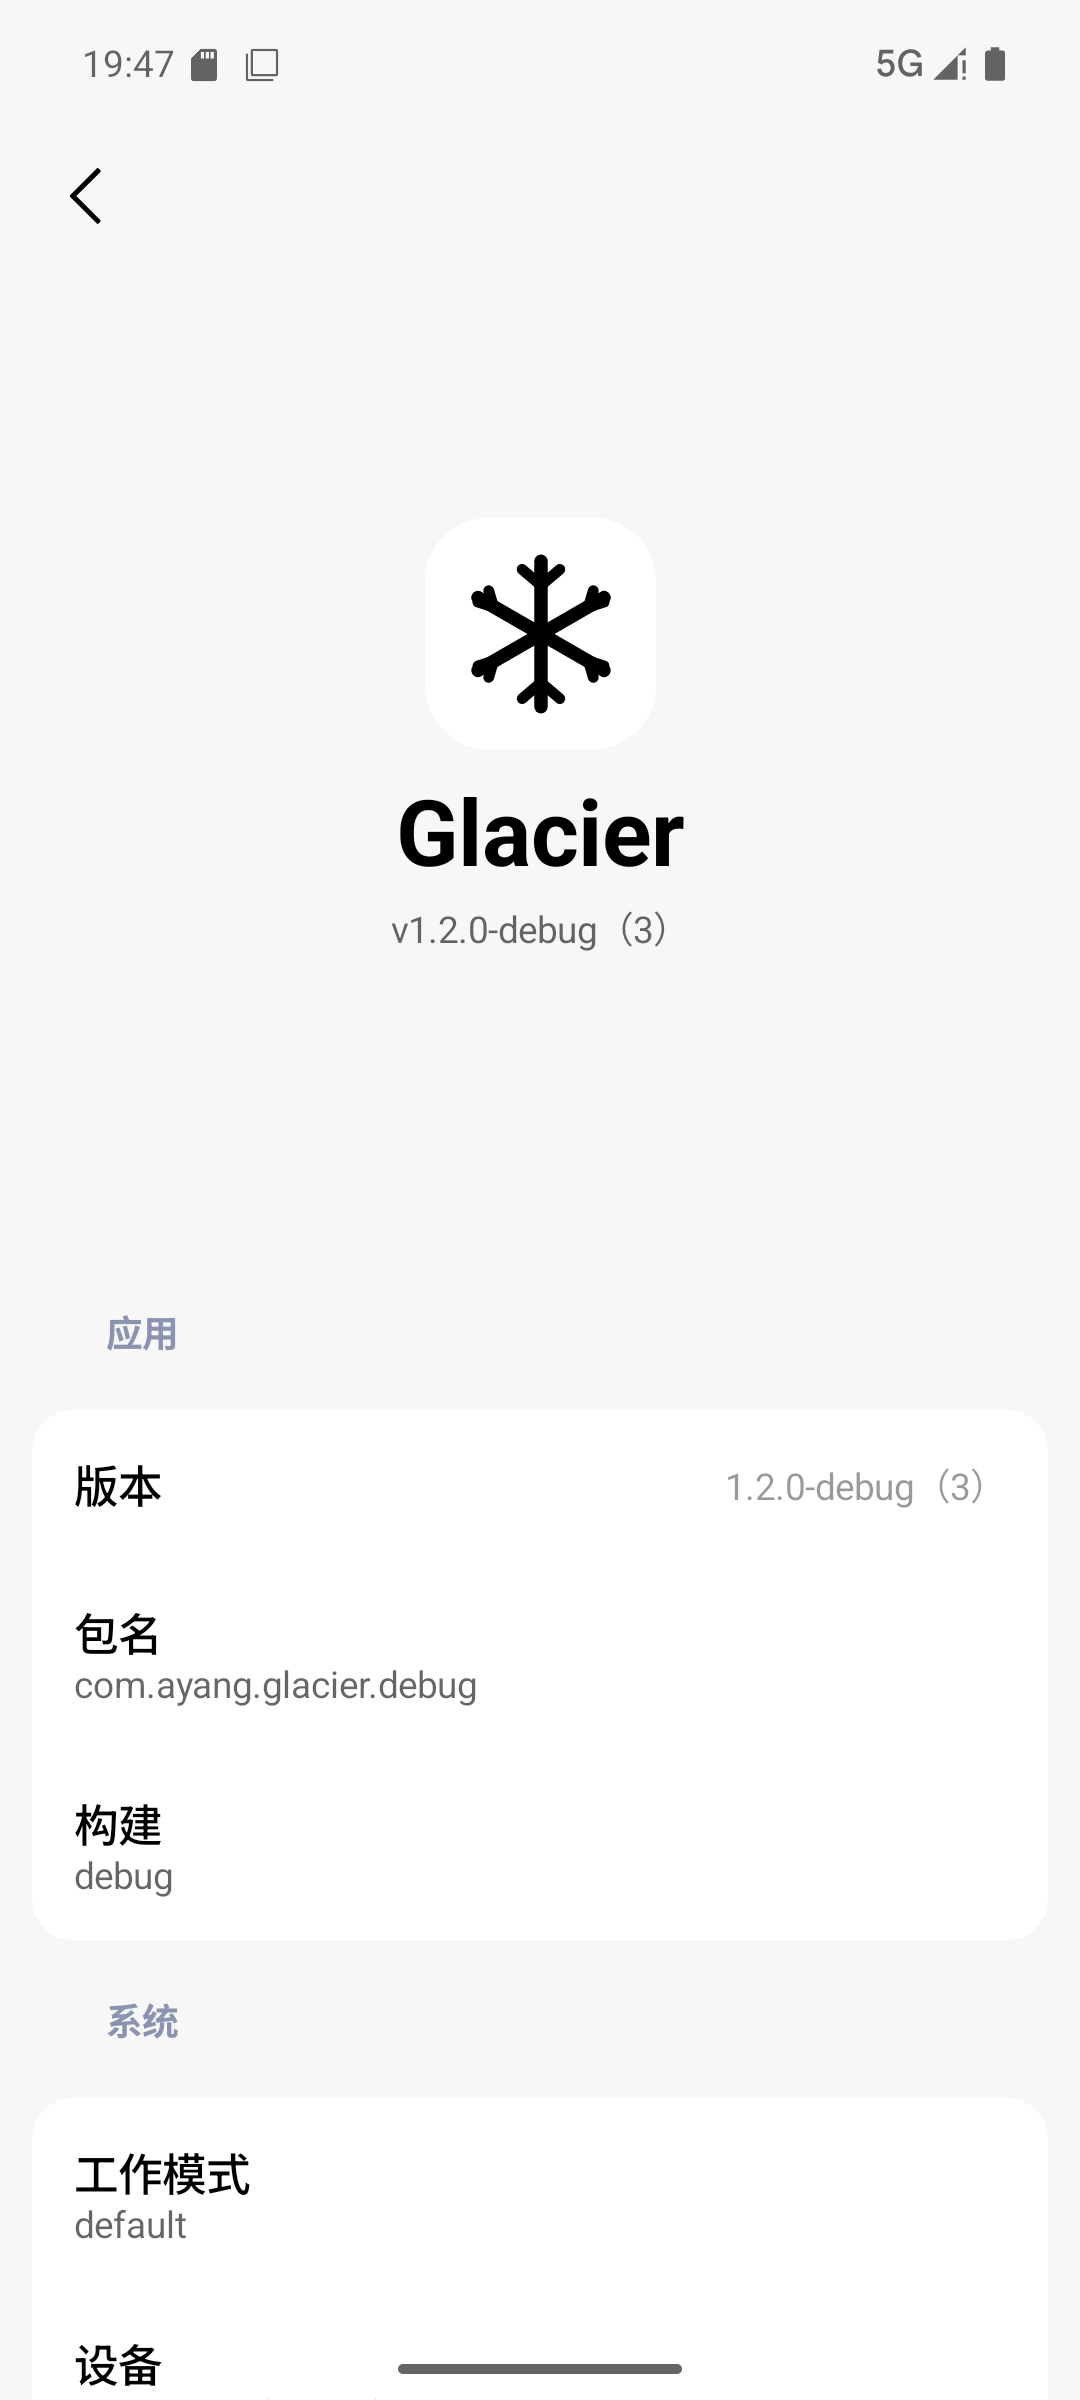 19:47
5G
Glacier
v1.2.0-debug（3）
应用
版本
1.2.0-debug（3）
包名
com.ayang.glacier.debug
构建
debug
系统
工作模式
default
设备